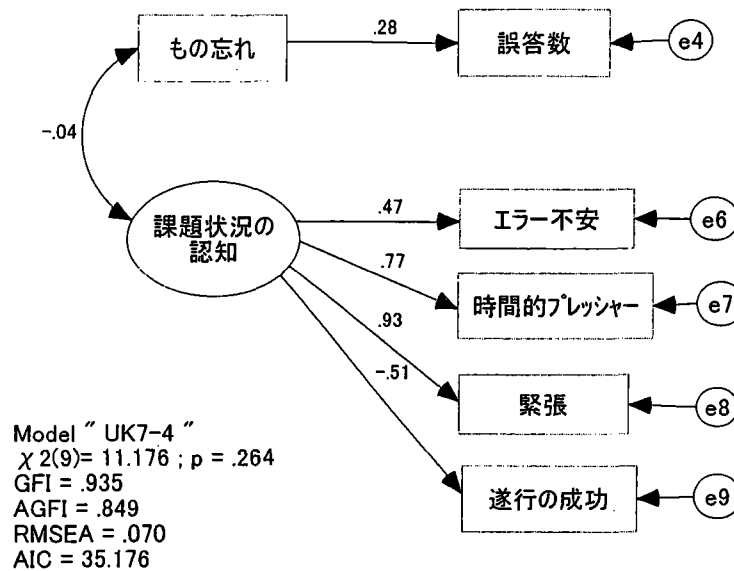 もの忘れ
.28
誤答数
e4
-.04
課題状況の
認知
.47
エラー不安
e6
.77
時間的プレッシャー
e7
.93
緊張
e8
-.51
遂行の成功
e9
Model ″ UK7-4 ″
χ 2(9)= 11.176 ; p = .264
GFI = .935
AGFI = .849
RMSEA = .070
AIC = 35.176